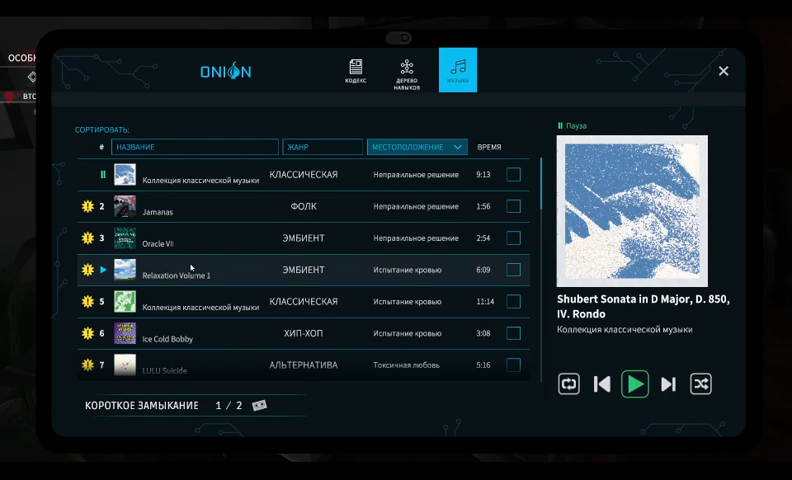 ОСОБН
ВТО
ONION
КОДЕКС
ДЕРЕВО
НАВЫКОВ
МУЗЫКА
СОРТИРОВАТЬ:
# НАЗВАНИЕ ЖАНР МЕСТОПОЛОЖЕНИЕ ВРЕМЯ
Коллекция классической музыки КЛАССИЧЕСКАЯ Неправильное решение 9:13
2 Jamanas ФОЛК Неправильное решение 1:56
3 Oracle VII ЭМБИЕНТ Неправильное решение 2:54
Relaxation Volume 1 ЭМБИЕНТ Испытание кровью 6:09
5 Коллекция классической музыки КЛАССИЧЕСКАЯ Испытание кровью 11:14
6 Ice Cold Bobby ХИП-ХОП Испытание кровью 3:08
7 LULU Suicide АЛЬТЕРНАТИВА Токсичная любовь 5:16
КОРОТКОЕ ЗАМЫКАНИЕ 1 / 2
Пауза
Shubert Sonata in D Major, D. 850,
IV. Rondo
Коллекция классической музыки